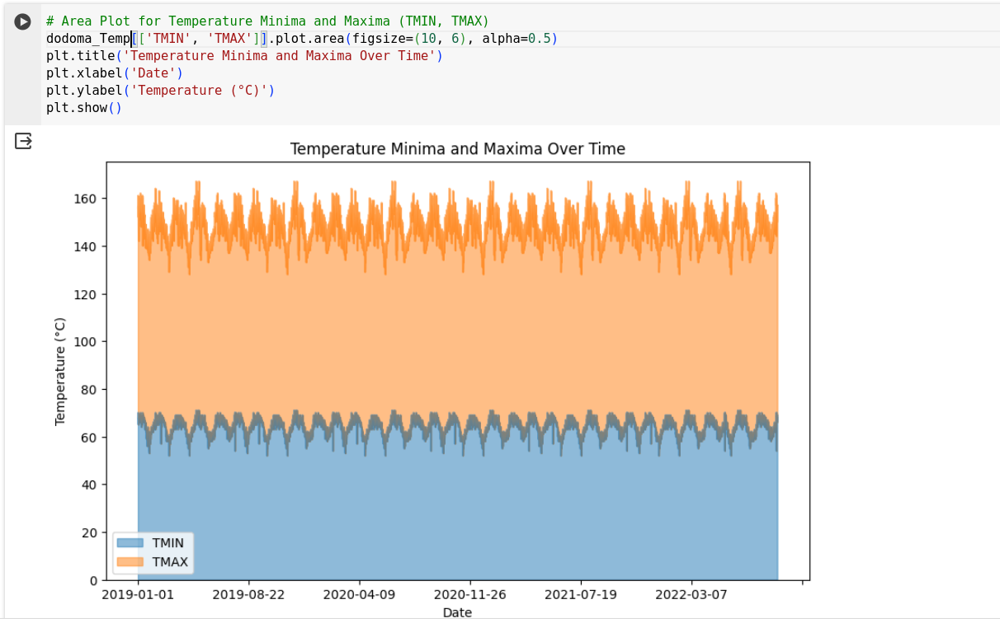 # Area Plot for Temperature Minima and Maxima (TMIN, TMAX)
dodoma_Temp[['TMIN', 'TMAX']].plot.area(figsize=(10, 6), alpha=0.5)
plt.title('Temperature Minima and Maxima Over Time')
plt.xlabel('Date')
plt.ylabel('Temperature (°C)')
plt.show()
Temperature Minima and Maxima Over Time
160
140
120
100
80
60
40
20
0
Temperature (°C)
TMIN
TMAX
2019-01-01 2019-08-22 2020-04-09 2020-11-26 2021-07-19 2022-03-07
Date